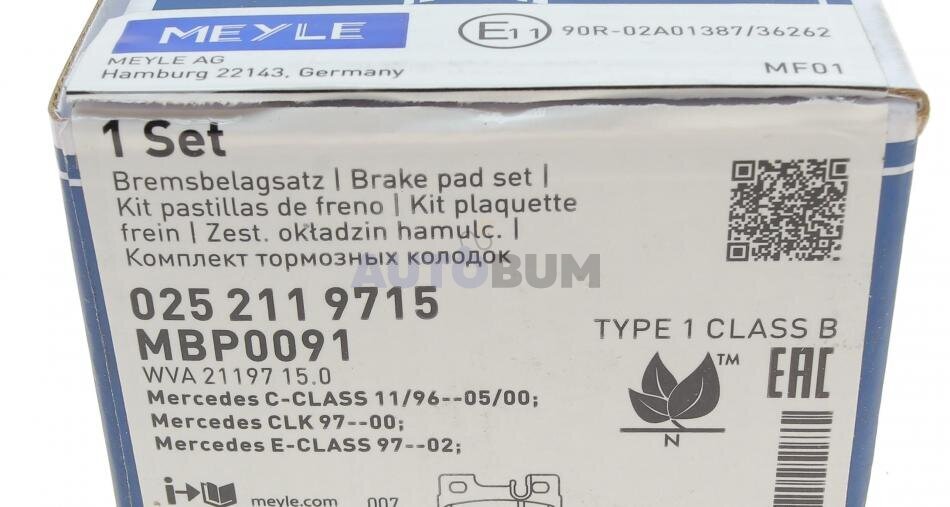 MEYLE
E11 90R-02A01387/36262
MEYLE AG
Hamburg 22143, Germany
MF01
1 Set
Bremsbelagsatz | Brake pad set |
Kit pastillas de freno | Kit plaquette
frein | Zest. okładzin hamulc. |
Комплект тормозных колодок
AUTOBUM
025 211 9715
MBP0091
WVA 21197 15.0
TYPE 1 CLASS B
TM
N
EAC
Mercedes C-CLASS 11/96--05/00;
Mercedes CLK 97--00;
Mercedes E-CLASS 97--02;
i
meyle.com 007